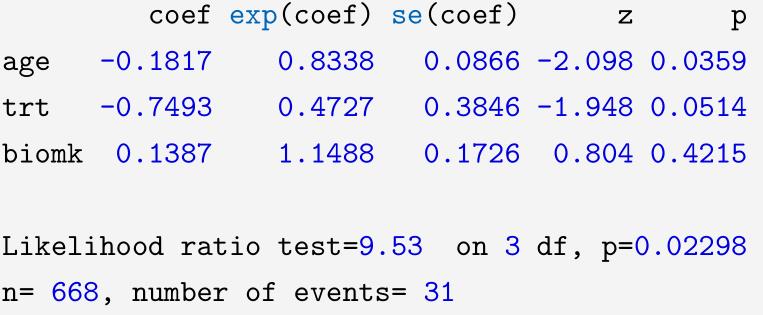 coef exp(coef) se(coef) z p
age -0.1817 0.8338 0.0866 -2.098 0.0359
trt -0.7493 0.4727 0.3846 -1.948 0.0514
biomk 0.1387 1.1488 0.1726 0.804 0.4215
Likelihood ratio test=9.53 on 3 df, p=0.02298
n= 668, number of events= 31